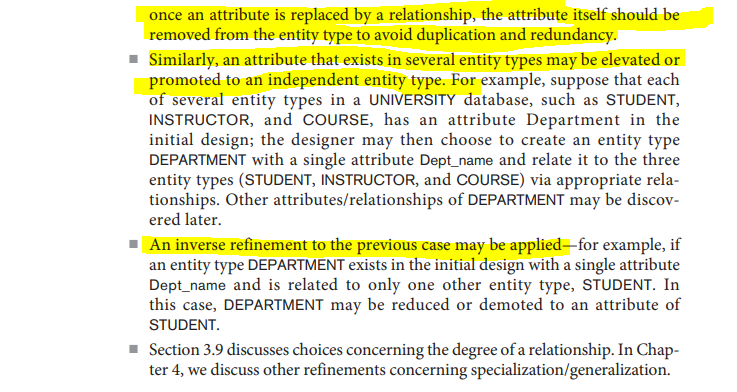 once an attribute is replaced by a relationship, the attribute itself should be
removed from the entity type to avoid duplication and redundancy.
■ Similarly, an attribute that exists in several entity types may be elevated or
promoted to an independent entity type. For example, suppose that each
of several entity types in a UNIVERSITY database, such as STUDENT,
INSTRUCTOR, and COURSE, has an attribute Department in the
initial design; the designer may then choose to create an entity type
DEPARTMENT with a single attribute Dept_name and relate it to the three
entity types (STUDENT, INSTRUCTOR, and COURSE) via appropriate rela-
tionships. Other attributes/relationships of DEPARTMENT may be discov-
ered later.
■ An inverse refinement to the previous case may be applied—for example, if
an entity type DEPARTMENT exists in the initial design with a single attribute
Dept_name and is related to only one other entity type, STUDENT. In
this case, DEPARTMENT may be reduced or demoted to an attribute of
STUDENT.
■ Section 3.9 discusses choices concerning the degree of a relationship. In Chap-
ter 4, we discuss other refinements concerning specialization/generalization.